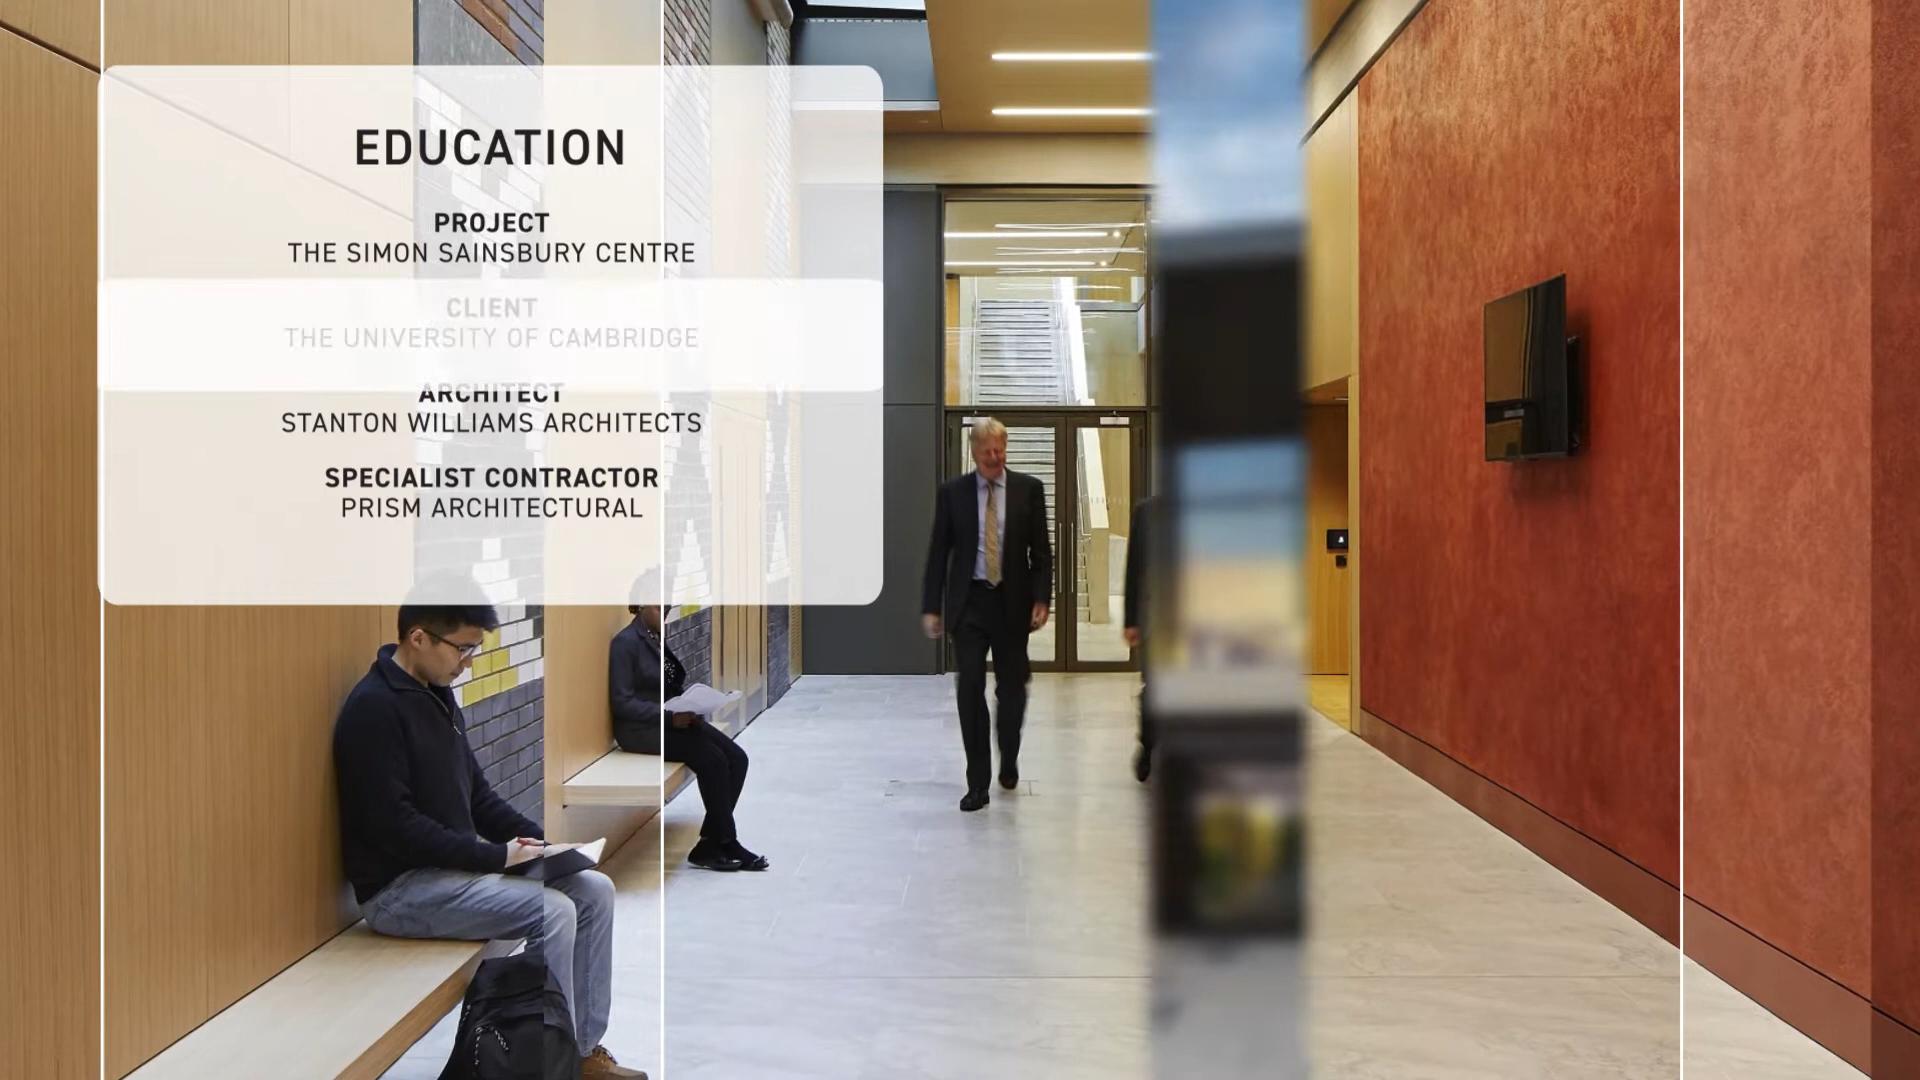 EDUCATION
PROJECT
THE SIMON SAINSBURY CENTRE
CLIENT
THE UNIVERSITY OF CAMBRIDGE
ARCHITECT
STANTON WILLIAMS ARCHITECTS
SPECIALIST CONTRACTOR
PRISM ARCHITECTURAL